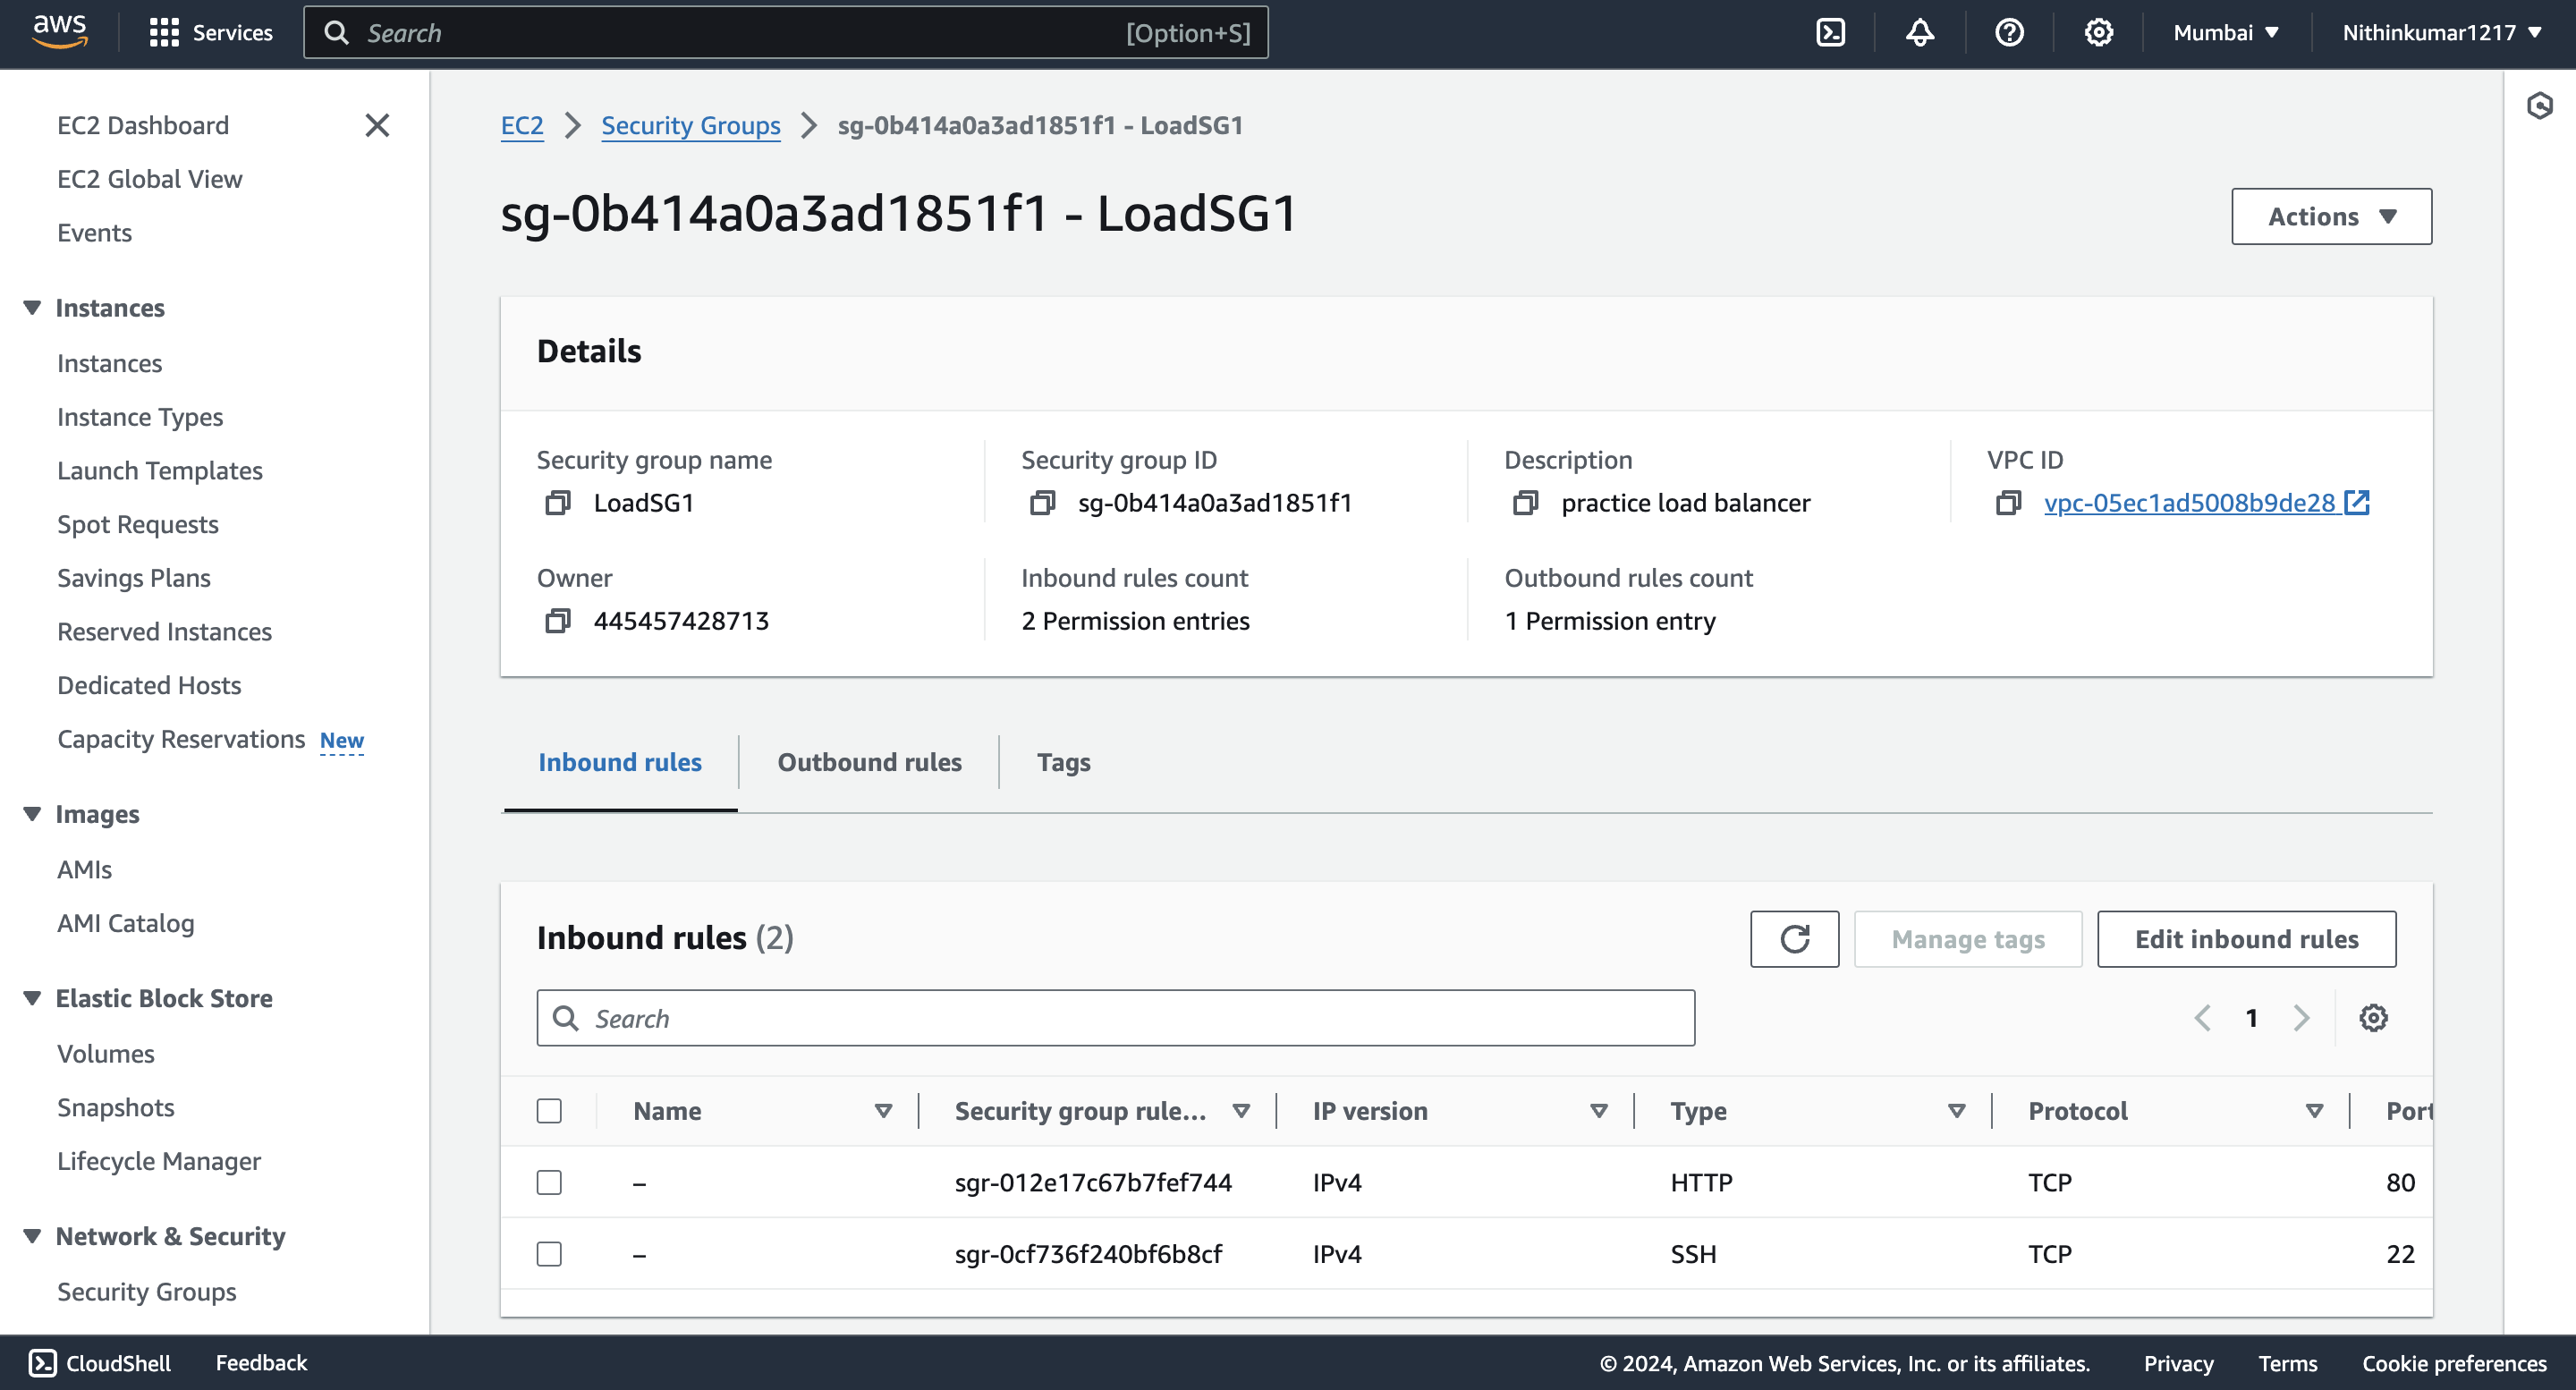 aws Services Search [Option+S] Mumbai Nithinkumar1217
EC2 Dashboard
EC2 Global View
Events
Instances
Instances
Instance Types
Launch Templates
Spot Requests
Savings Plans
Reserved Instances
Dedicated Hosts
Capacity Reservations New
Images
AMIs
AMI Catalog
Elastic Block Store
Volumes
Snapshots
Lifecycle Manager
Network & Security
Security Groups
EC2 Security Groups sg-0b414a0a3ad1851f1 - LoadSG1
sg-0b414a0a3ad1851f1 - LoadSG1
Actions
Details
Security group name Security group ID Description VPC ID
LoadSG1 sg-0b414a0a3ad1851f1 practice load balancer vpc-05ec1ad5008b9de28
Owner Inbound rules count Outbound rules count
445457428713 2 Permission entries 1 Permission entry
Inbound rules Outbound rules Tags
Inbound rules (2) Manage tags Edit inbound rules
Search 1
Name Security group rule... IP version Type Protocol Port
– sgr-012e17c67b7fef744 IPv4 HTTP TCP 80
– sgr-0cf736f240bf6b8cf IPv4 SSH TCP 22
CloudShell Feedback © 2024, Amazon Web Services, Inc. or its affiliates. Privacy Terms Cookie preferences